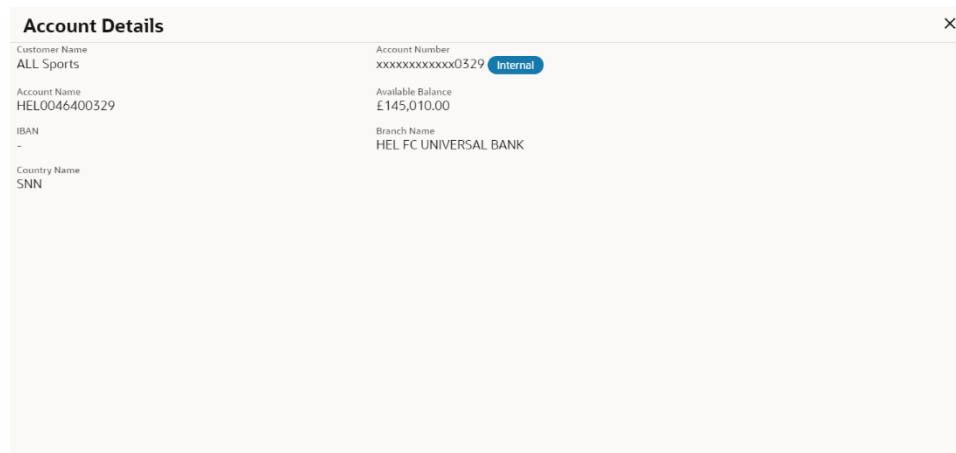 Account Details
Customer Name
ALL Sports
Account Number
xxxxxxxxxxxx0329 Internal
Account Name
HEL0046400329
Available Balance
£145,010.00
IBAN
-
Branch Name
HEL FC UNIVERSAL BANK
Country Name
SNN